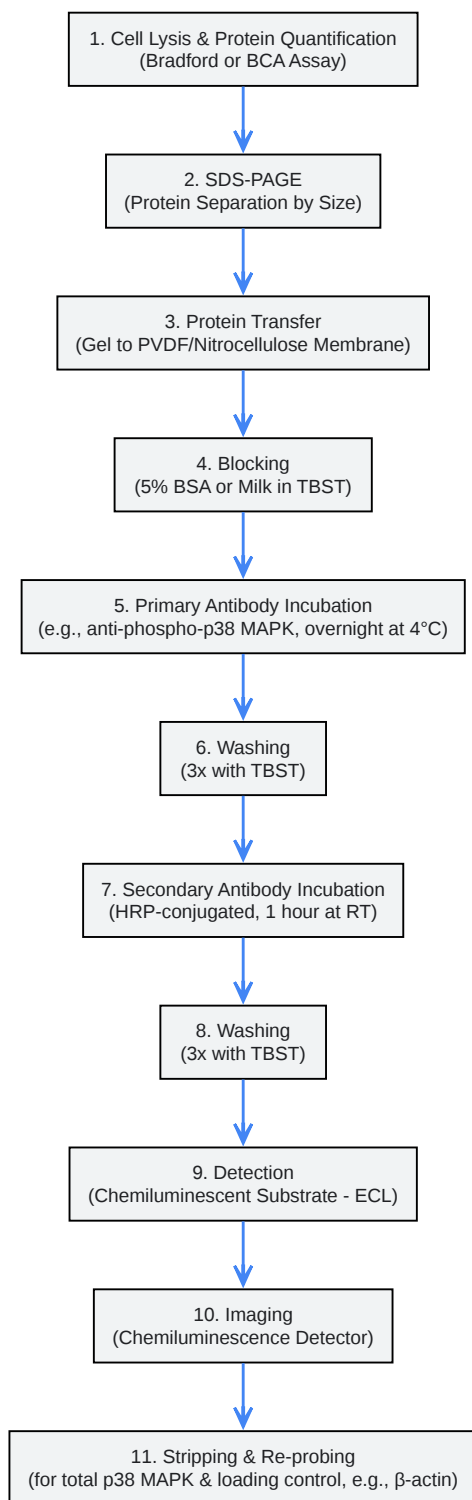 1. Cell Lysis & Protein Quantification
(Bradford or BCA Assay)
2. SDS-PAGE
(Protein Separation by Size)
3. Protein Transfer
(Gel to PVDF/Nitrocellulose Membrane)
4. Blocking
(5% BSA or Milk in TBST)
5. Primary Antibody Incubation
(e.g., anti-phospho-p38 MAPK, overnight at 4°C)
6. Washing
(3x with TBST)
7. Secondary Antibody Incubation
(HRP-conjugated, 1 hour at RT)
8. Washing
(3x with TBST)
9. Detection
(Chemiluminescent Substrate - ECL)
10. Imaging
(Chemiluminescence Detector)
11. Stripping & Re-probing
(for total p38 MAPK & loading control, e.g., β-actin)